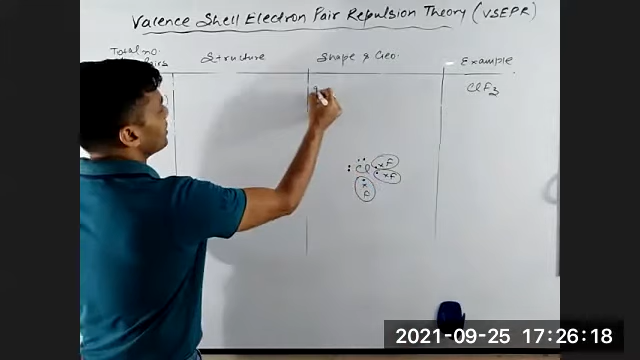 Valence Shell Electron Pair Repulsion Theory (VSEPR)
Total no.
Structure
Shape & Geo.
Example
ClF3
Cl
F
F
F
2021-09-25 17:26:18